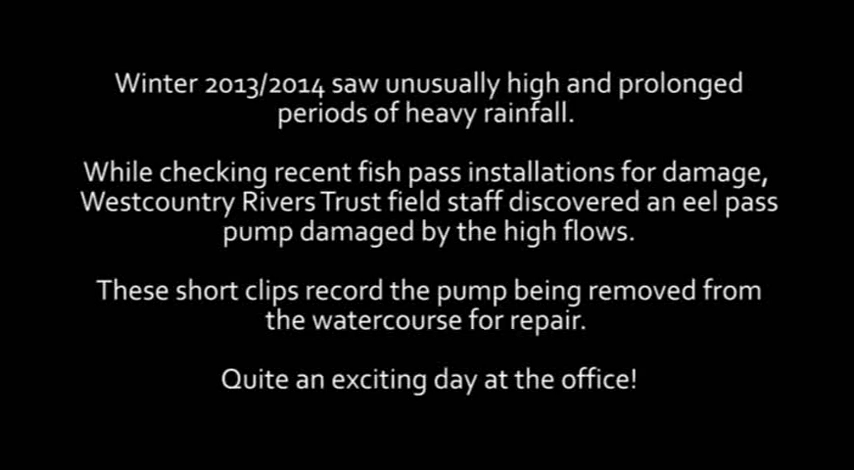 Winter 2013/2014 saw unusually high and prolonged
periods of heavy rainfall.
While checking recent fish pass installations for damage,
Westcountry Rivers Trust field staff discovered an eel pass
pump damaged by the high flows.
These short clips record the pump being removed from
the watercourse for repair.
Quite an exciting day at the office!